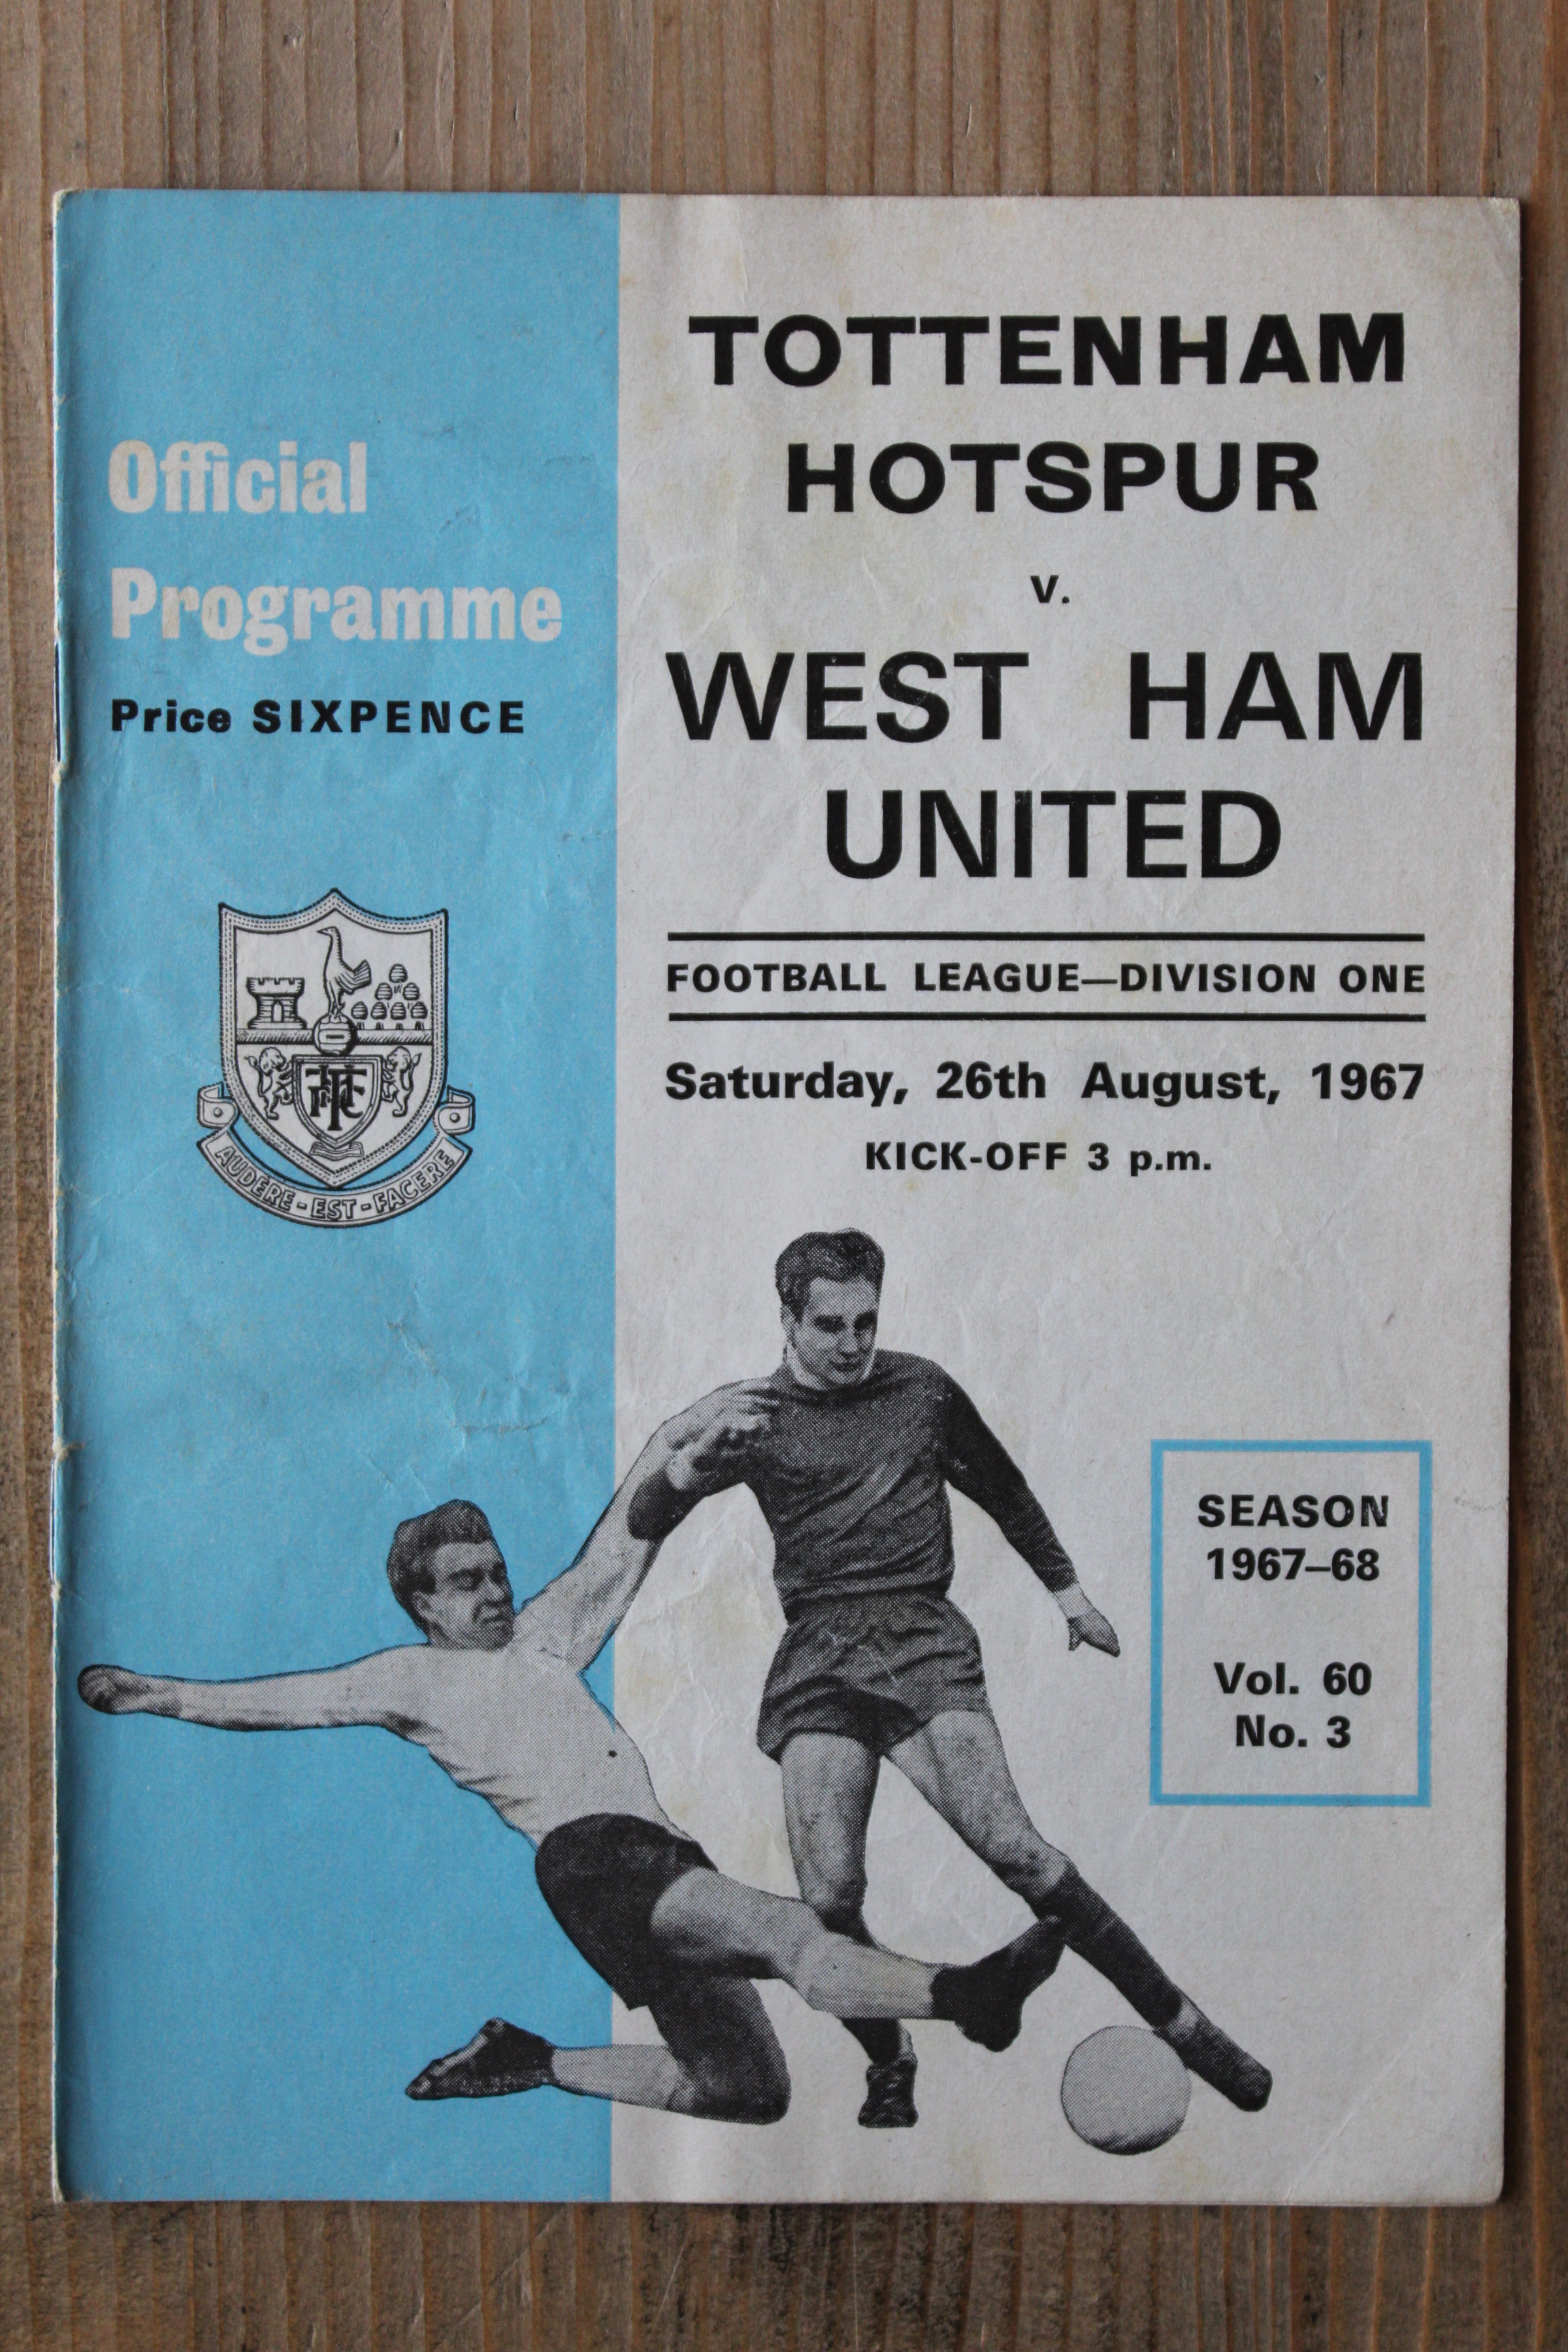 Official
Programme
Price SIXPENCE
AUDERE-EST-FACERE
TOTTENHAM
HOTSPUR
v.
WEST HAM
UNITED
FOOTBALL LEAGUE—DIVISION ONE
Saturday, 26th August, 1967
KICK-OFF 3 p.m.
SEASON
1967–68
Vol. 60
No. 3